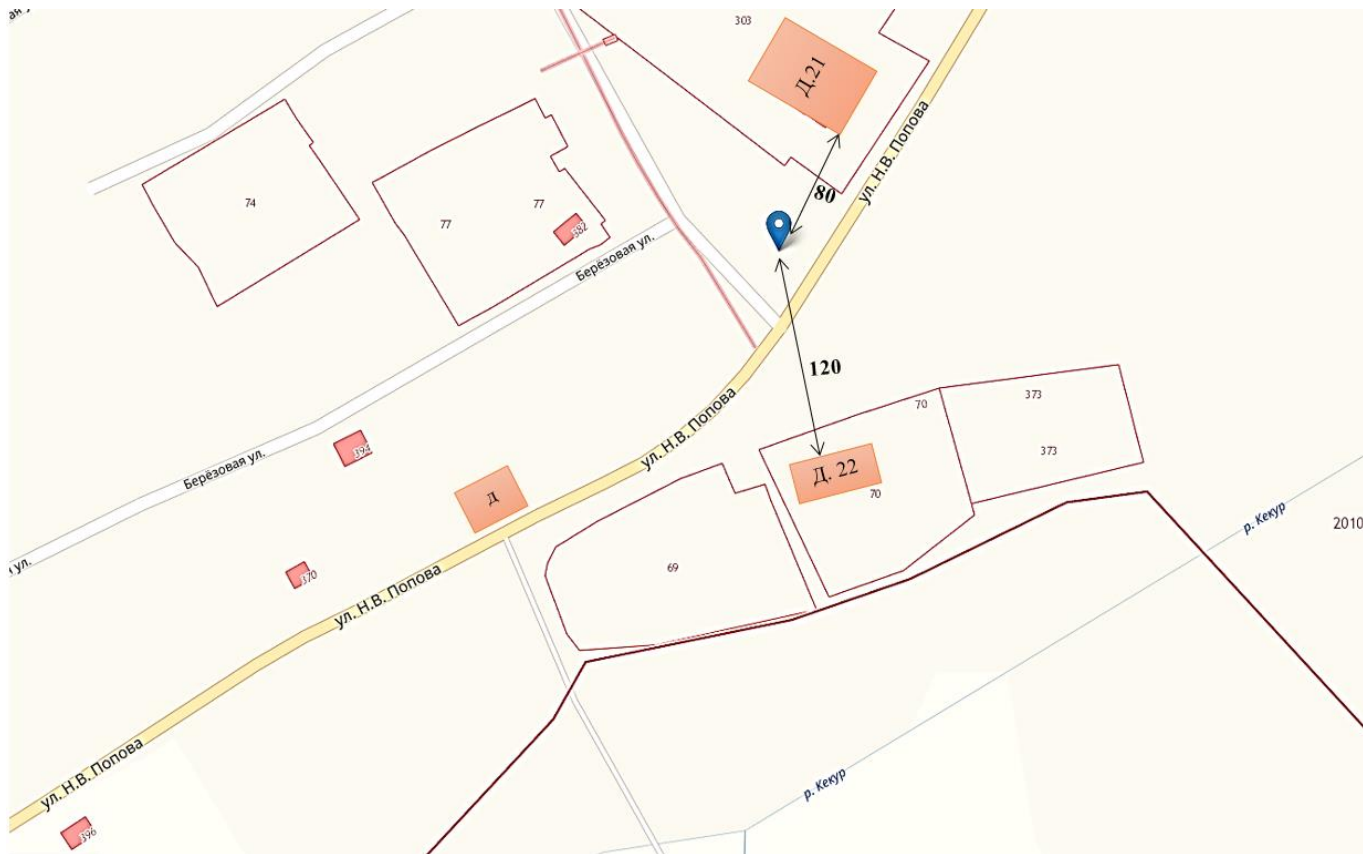 303
Д.21
ул. Н.В. Попова
80
74
77
77
382
Берёзовая ул.
120
373
70
373
ул. Н.В. Попова
394
Берёзовая ул.
Д. 22
70
Д
р. Кекур
2010
ул.
69
370
ул. Н.В. Попова
р. Кекур
ул. Н.В. Попова
396